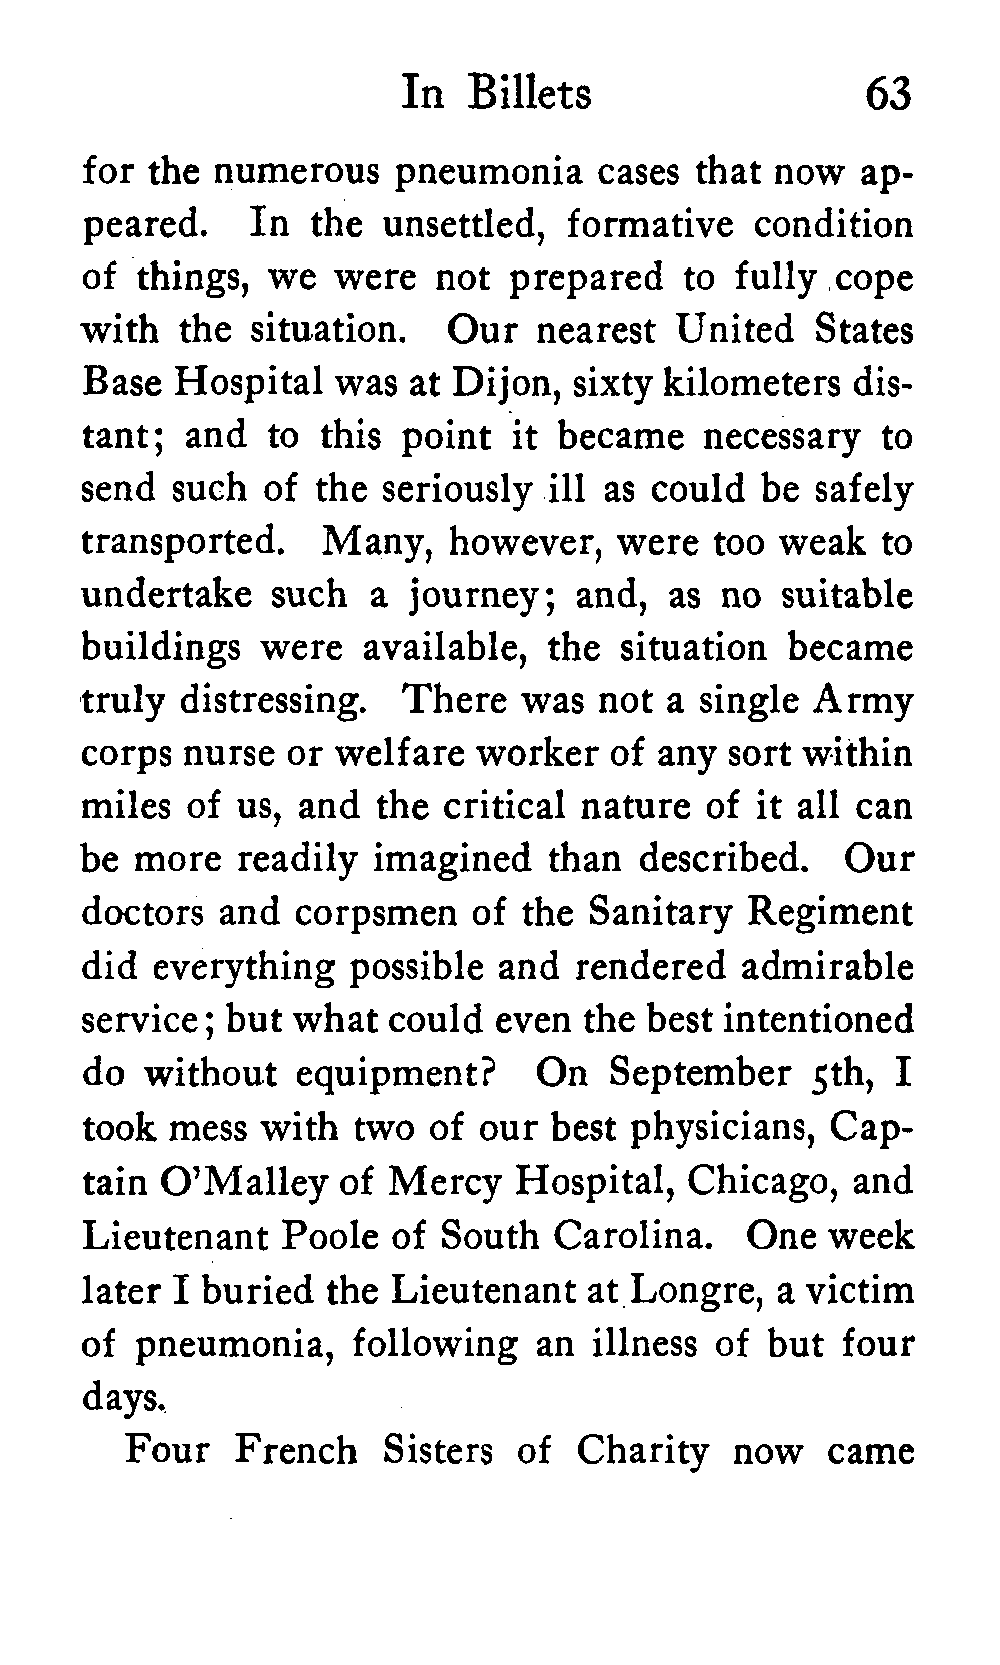 In Billets 63
for the numerous pneumonia cases that now ap-
peared. In the unsettled, formative condition
of things, we were not prepared to fully cope
with the situation. Our nearest United States
Base Hospital was at Dijon, sixty kilometers dis-
tant; and to this point it became necessary to
send such of the seriously ill as could be safely
transported. Many, however, were too weak to
undertake such a journey; and, as no suitable
buildings were available, the situation became
truly distressing. There was not a single Army
corps nurse or welfare worker of any sort within
miles of us, and the critical nature of it all can
be more readily imagined than described. Our
doctors and corpsmen of the Sanitary Regiment
did everything possible and rendered admirable
service; but what could even the best intentioned
do without equipment? On September 5th, I
took mess with two of our best physicians, Cap-
tain O'Malley of Mercy Hospital, Chicago, and
Lieutenant Poole of South Carolina. One week
later I buried the Lieutenant at Longre, a victim
of pneumonia, following an illness of but four
days.
Four French Sisters of Charity now came